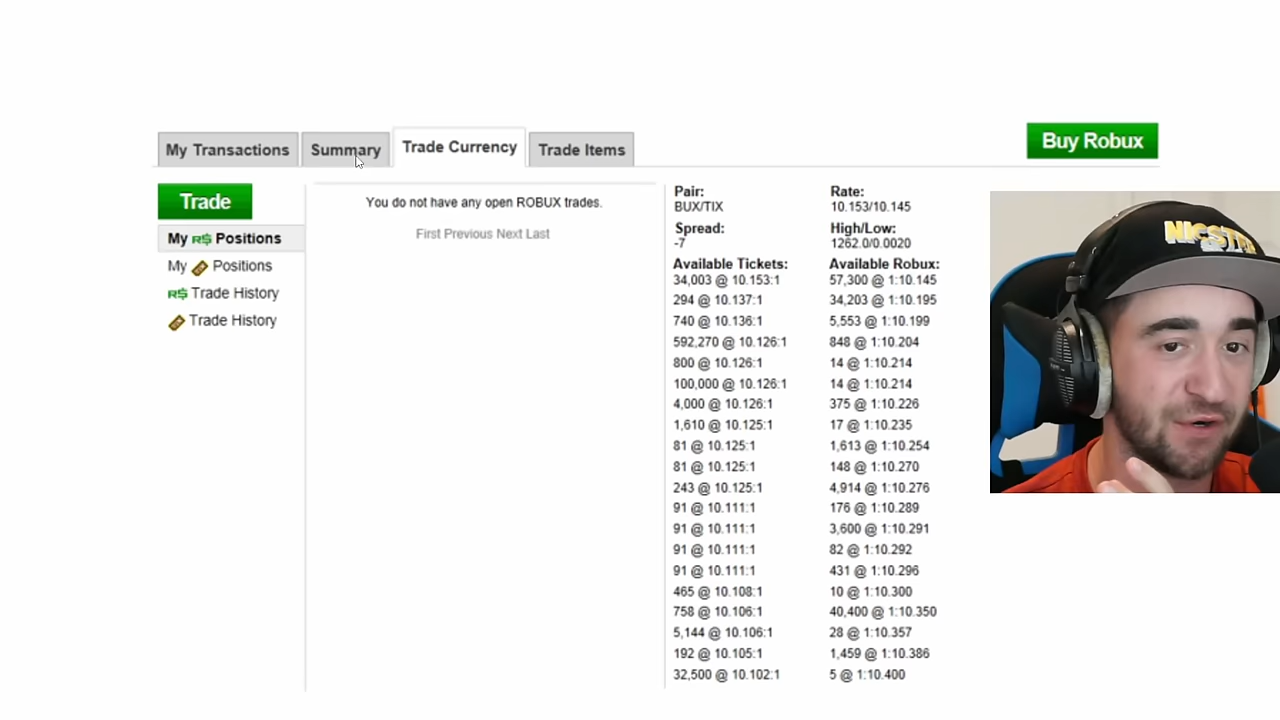 My Transactions
Summary
Trade Currency
Trade Items
Buy Robux
Trade
My R$ Positions
My Positions
R$ Trade History
Trade History
You do not have any open ROBUX trades.
First Previous Next Last
Pair:
BUX/TIX
Rate:
10.153/10.145
Spread:
-7
High/Low:
1262.0/0.0020
Available Tickets:
34,003 @ 10.153:1
294 @ 10.137:1
740 @ 10.136:1
592,270 @ 10.126:1
800 @ 10.126:1
100,000 @ 10.126:1
4,000 @ 10.126:1
1,610 @ 10.125:1
81 @ 10.125:1
81 @ 10.125:1
243 @ 10.125:1
91 @ 10.111:1
91 @ 10.111:1
91 @ 10.111:1
91 @ 10.111:1
465 @ 10.108:1
758 @ 10.106:1
5,144 @ 10.106:1
192 @ 10.105:1
32,500 @ 10.102:1
Available Robux:
57,300 @ 1:10.145
34,203 @ 1:10.195
5,553 @ 1:10.199
848 @ 1:10.204
14 @ 1:10.214
14 @ 1:10.214
375 @ 1:10.226
17 @ 1:10.235
1,613 @ 1:10.254
148 @ 1:10.270
4,914 @ 1:10.276
176 @ 1:10.289
3,600 @ 1:10.291
82 @ 1:10.292
431 @ 1:10.296
10 @ 1:10.300
40,400 @ 1:10.350
28 @ 1:10.357
1,459 @ 1:10.386
5 @ 1:10.400